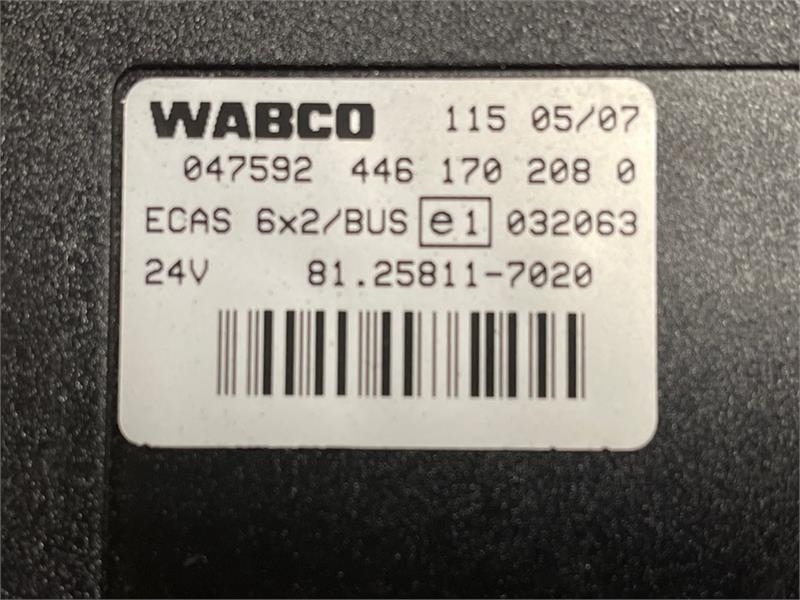 WABCO 115 05/07
047592 446 170 208 0
ECAS 6x2/BUS e1 032063
24V 81.25811-7020